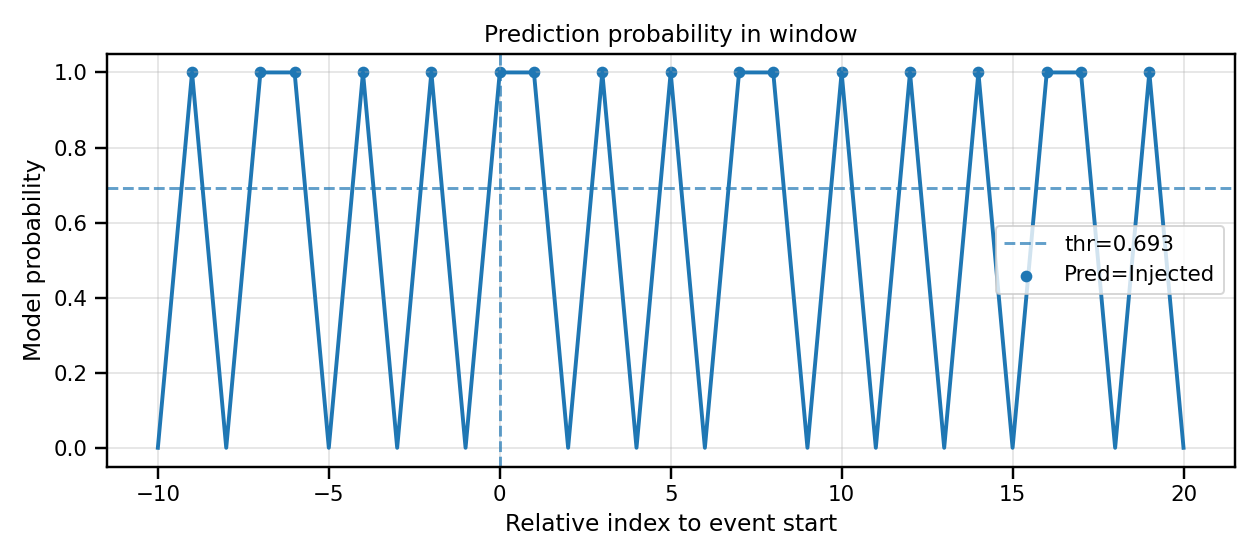 Prediction probability in window
Model probability
1.0
0.8
0.6
0.4
0.2
0.0
thr=0.693
Pred=Injected
−10
−5
0
5
10
15
20
Relative index to event start